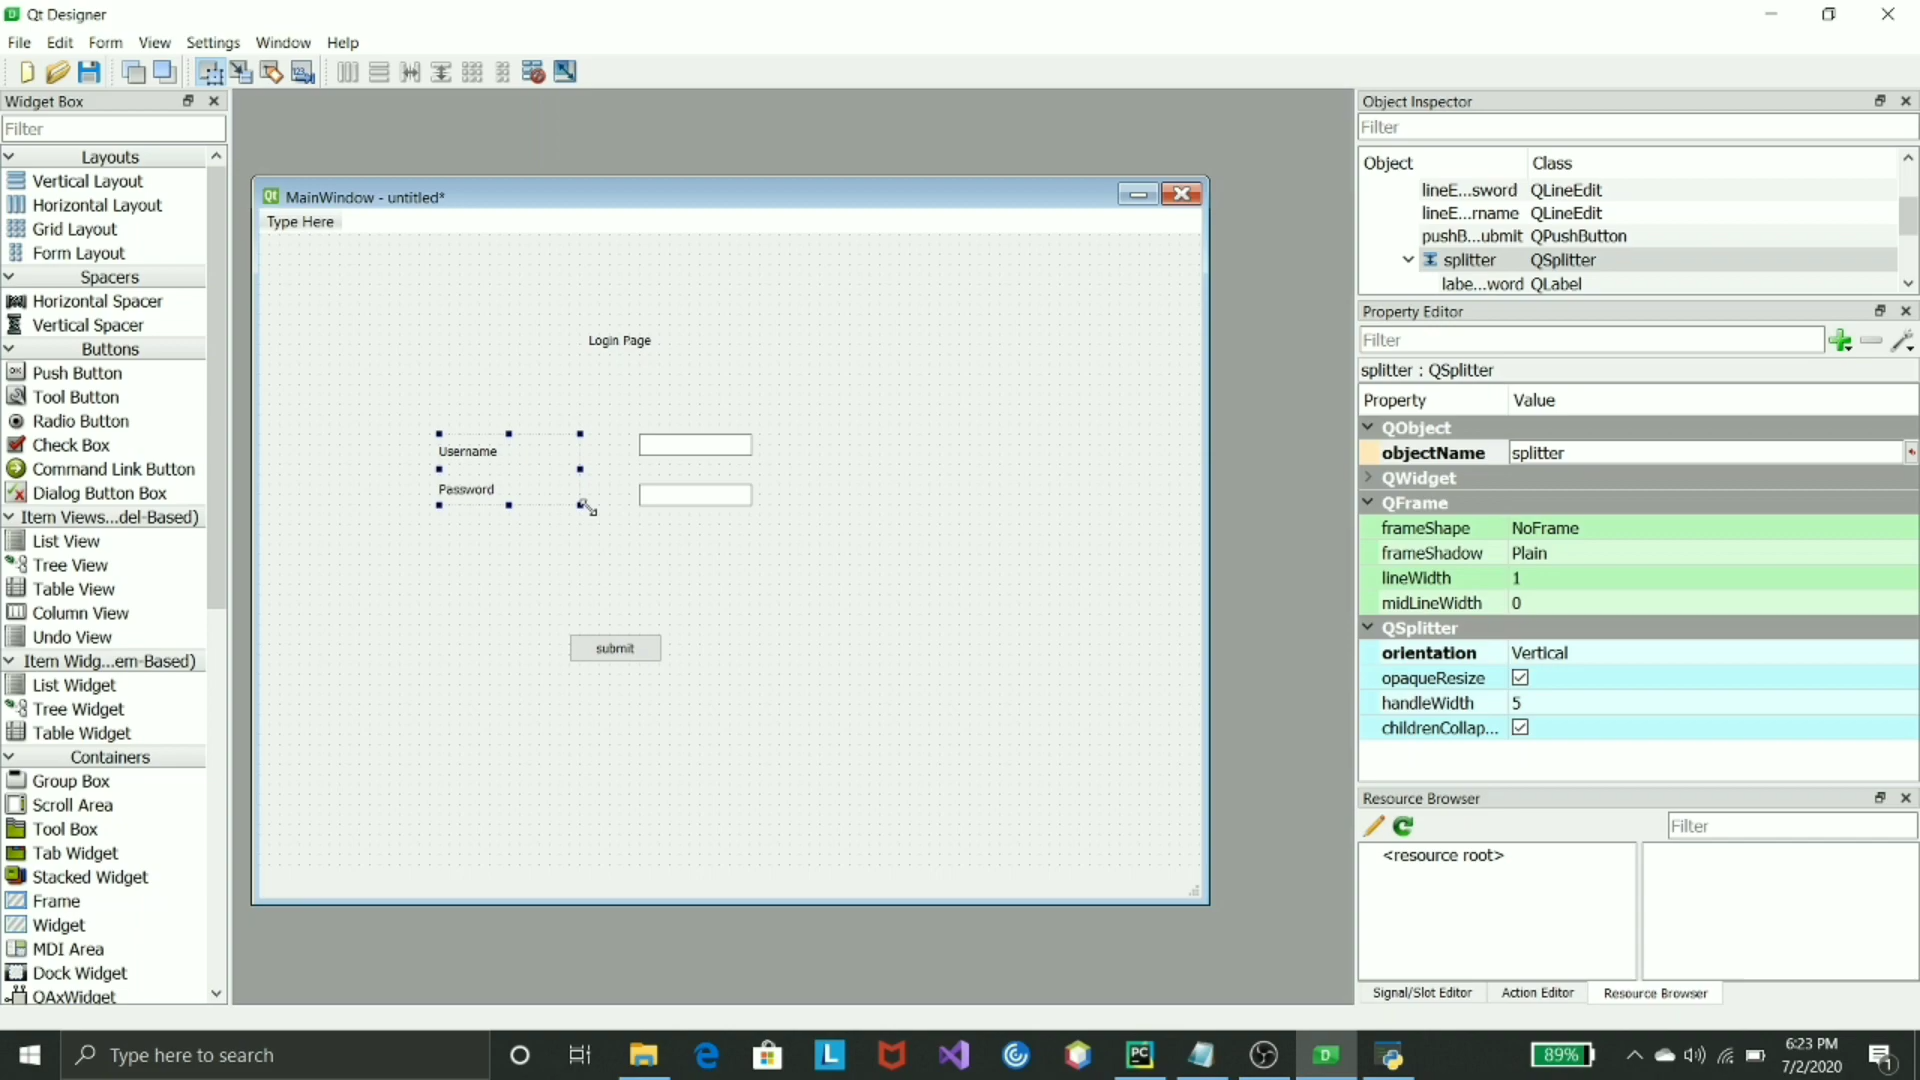 Qt Designer
File Edit Form View Settings Window Help
Widget Box
Filter
Layouts
Vertical Layout
Horizontal Layout
Grid Layout
Form Layout
Spacers
Horizontal Spacer
Vertical Spacer
Buttons
Push Button
Tool Button
Radio Button
Check Box
Command Link Button
Dialog Button Box
Item Views...del-Based)
List View
Tree View
Table View
Column View
Undo View
Item Widg...em-Based)
List Widget
Tree Widget
Table Widget
Containers
Group Box
Scroll Area
Tool Box
Tab Widget
Stacked Widget
Frame
Widget
MDI Area
Dock Widget
QAxWidget
Qt MainWindow - untitled*
Type Here
Login Page
Username
Password
submit
Object Inspector
Filter
Object Class
lineE...sword QLineEdit
lineE...rname QLineEdit
pushB...ubmit QPushButton
splitter QSplitter
labe...word QLabel
Property Editor
Filter
splitter : QSplitter
Property Value
QObject
objectName splitter
QWidget
QFrame
frameShape NoFrame
frameShadow Plain
lineWidth 1
midLineWidth 0
QSplitter
orientation Vertical
opaqueResize
handleWidth 5
childrenCollap...
Resource Browser
Filter
<resource root>
Signal/Slot Editor Action Editor Resource Browser
Type here to search
89%
6:23 PM
7/2/2020